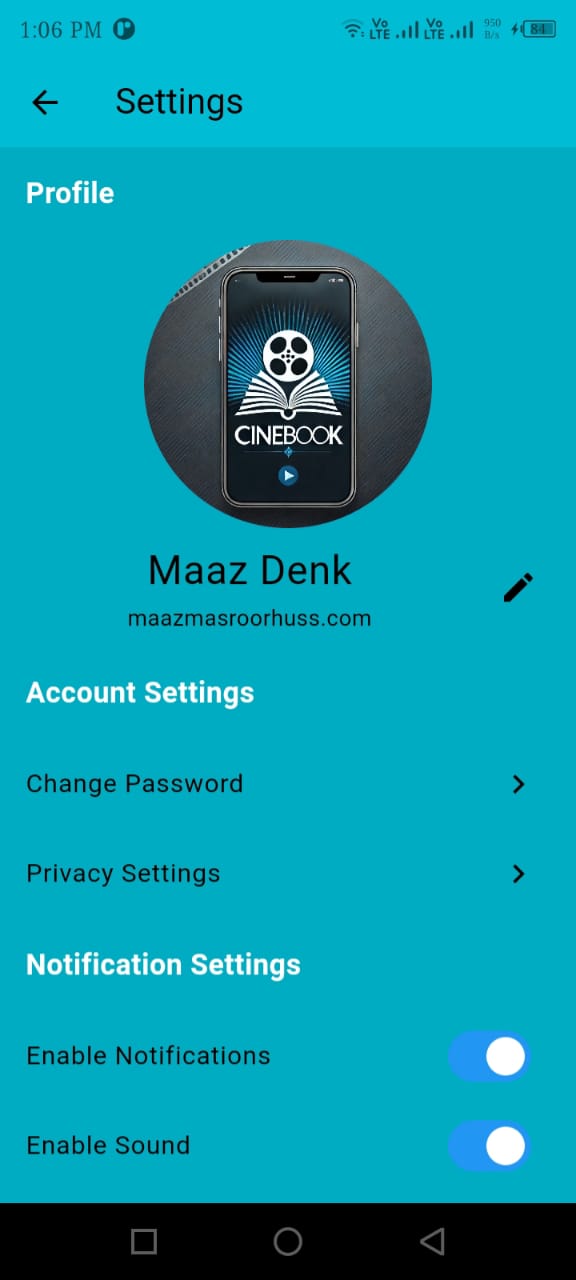 1:06 PM
Vo LTE Vo LTE 950 B/s 84
Settings
Profile
CINEBOOK
Maaz Denk
maazmasroorhuss.com
Account Settings
Change Password
Privacy Settings
Notification Settings
Enable Notifications
Enable Sound